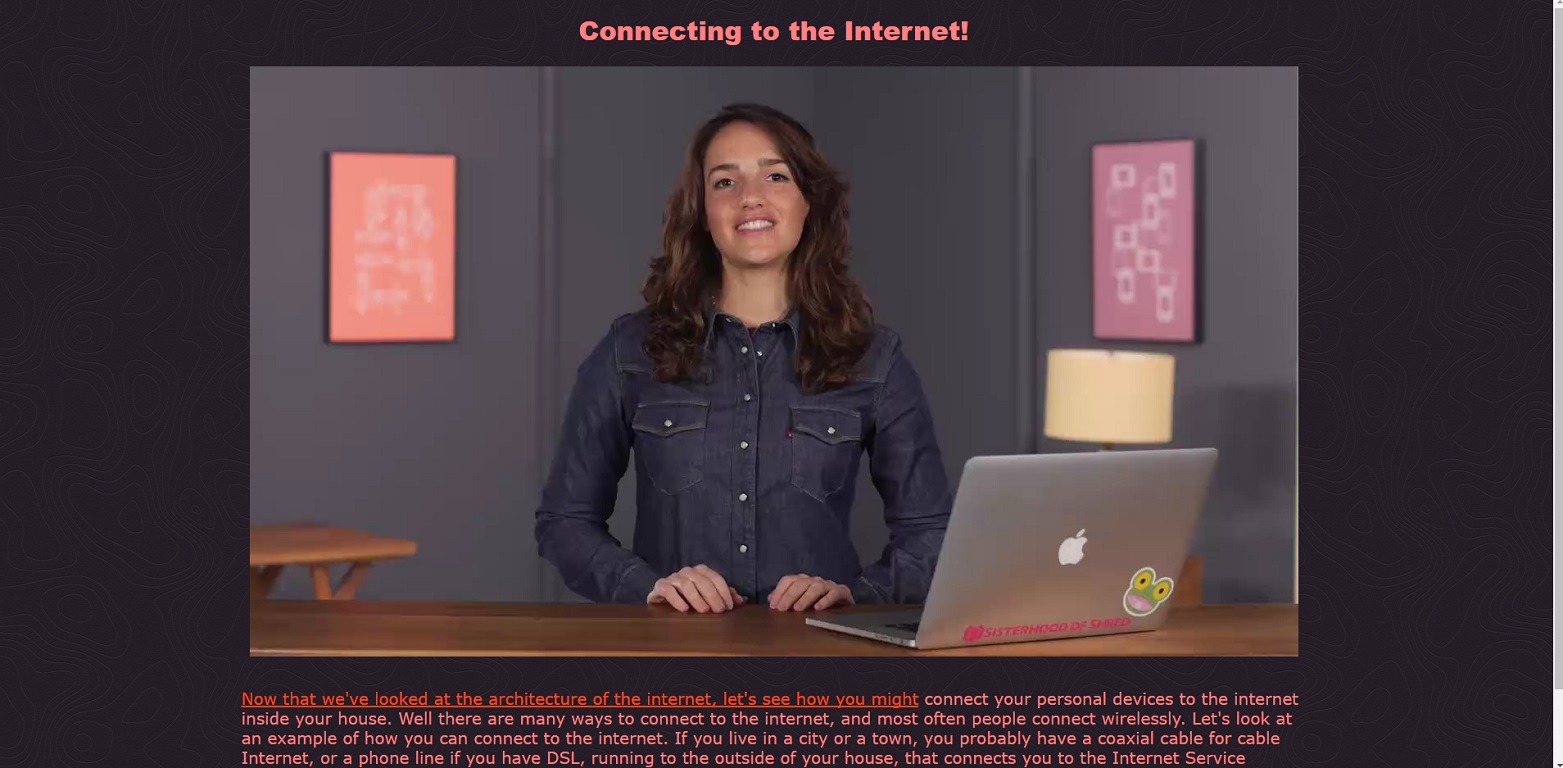 Connecting to the Internet!
SISTERHOOD OF SHRED
Now that we've looked at the architecture of the internet, let's see how you might connect your personal devices to the internet
inside your house. Well there are many ways to connect to the internet, and most often people connect wirelessly. Let's look at
an example of how you can connect to the internet. If you live in a city or a town, you probably have a coaxial cable for cable
Internet, or a phone line if you have DSL, running to the outside of your house, that connects you to the Internet Service